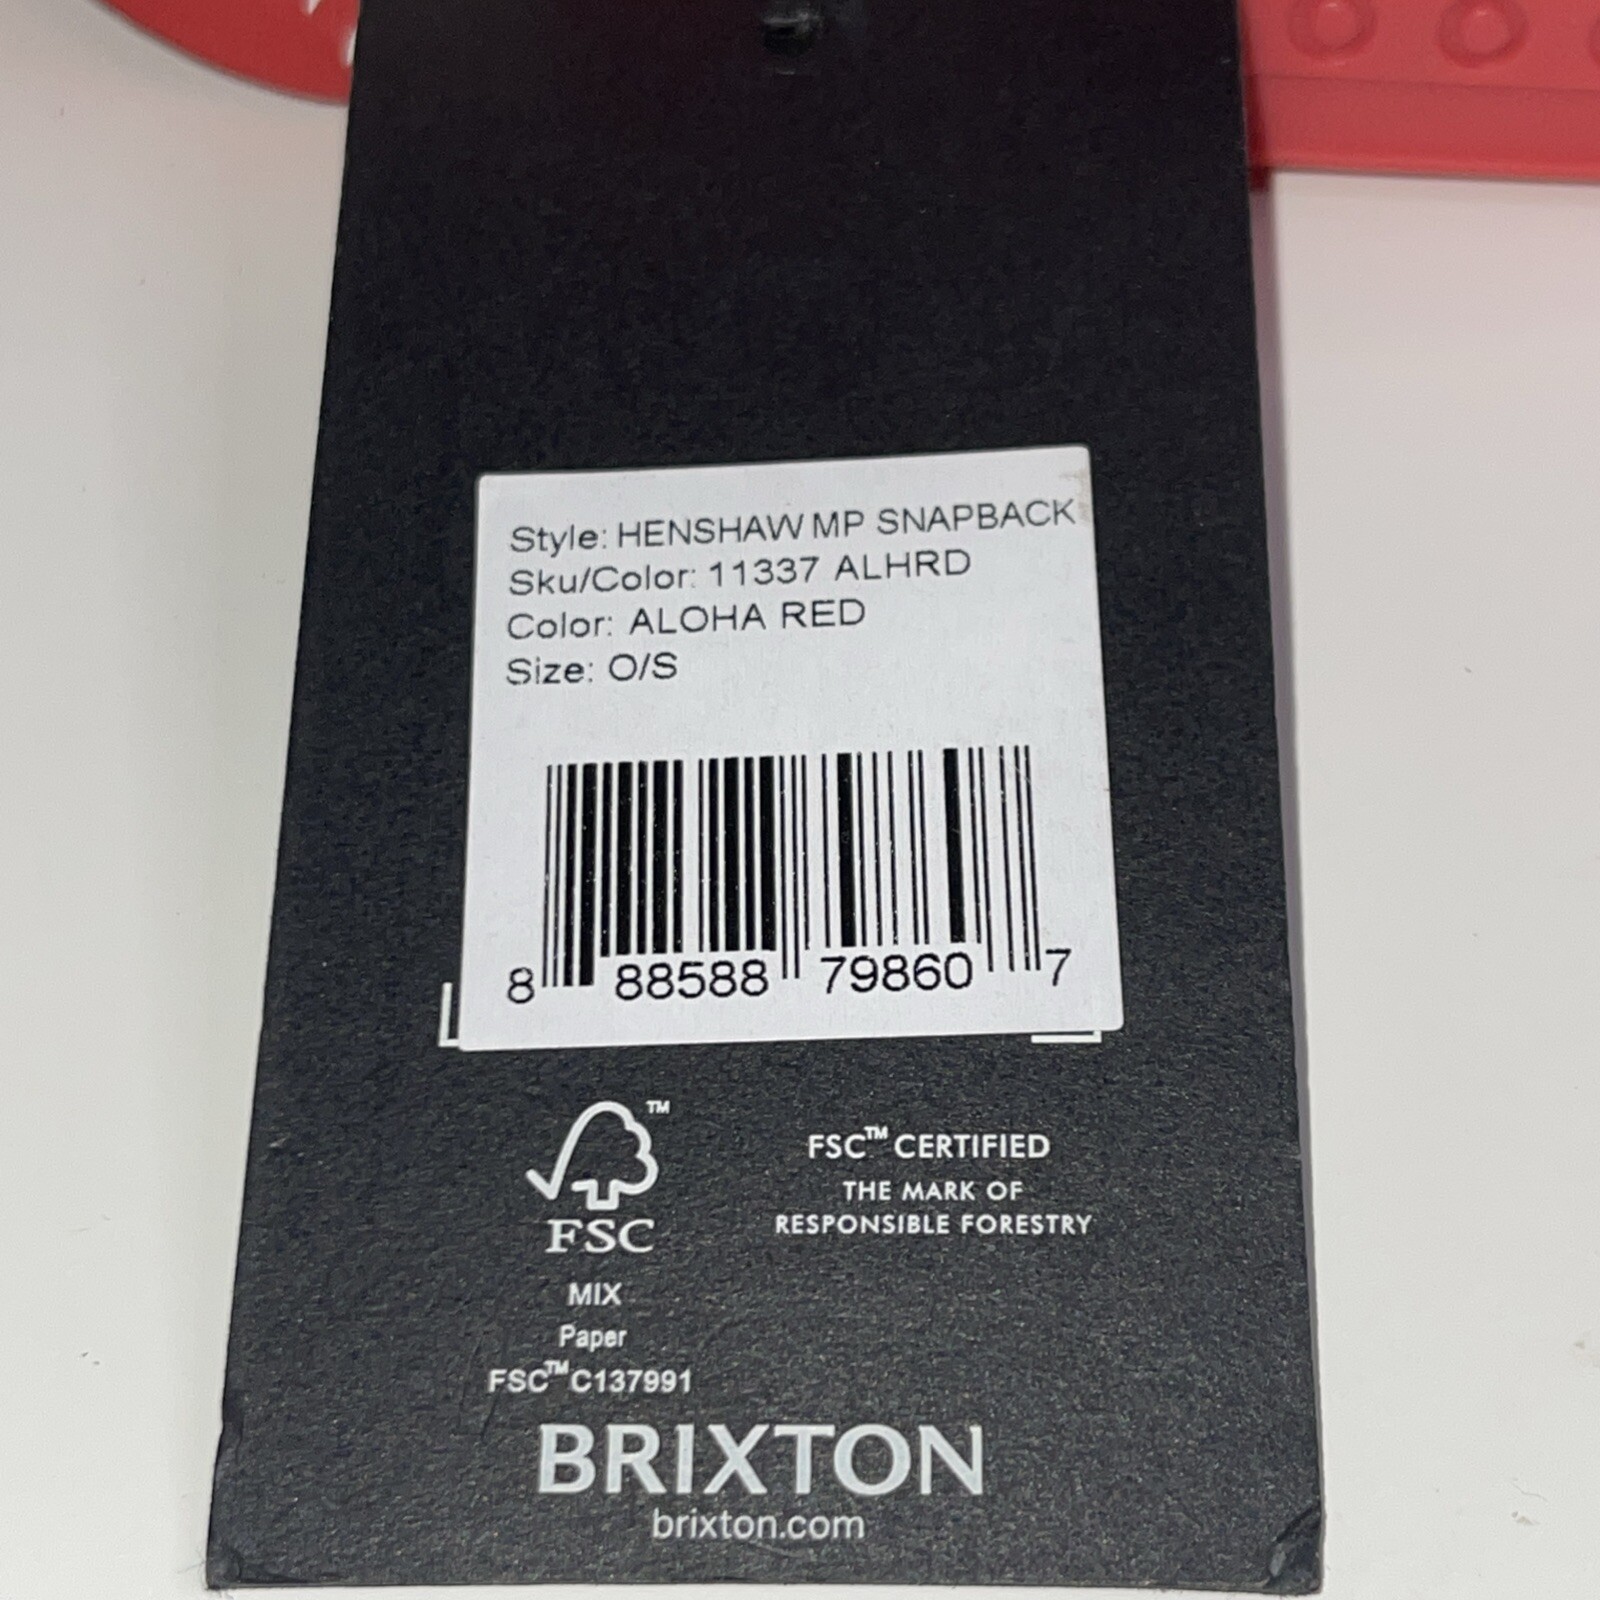 Style: HENSHAW MP SNAPBACK
Sku/Color: 11337 ALHRD
Color: ALOHA RED
Size: O/S
8 88588 79860 7
FSC™ CERTIFIED
THE MARK OF
RESPONSIBLE FORESTRY
™
FSC
MIX
Paper
FSC™ C137991
BRIXTON
brixton.com